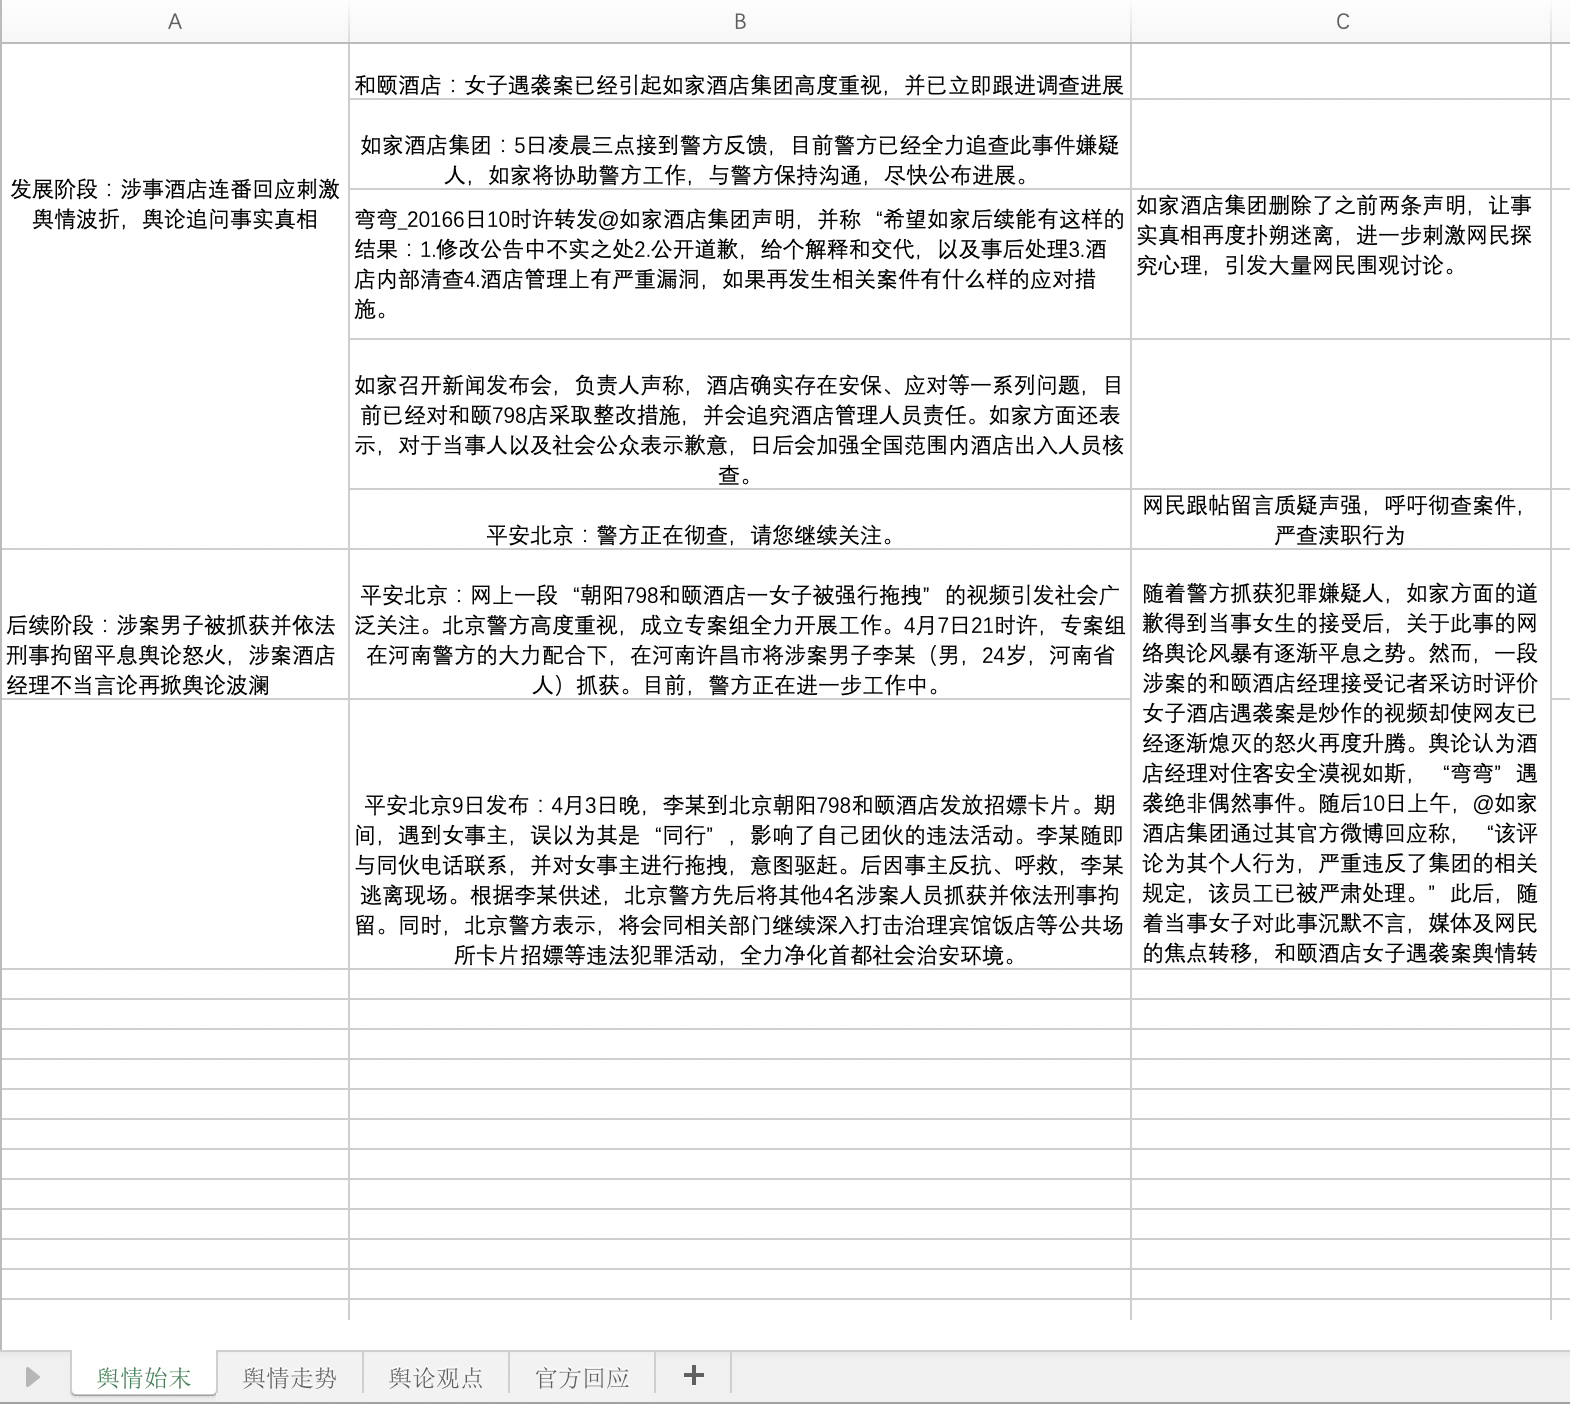 A
B
C
和颐酒店：女子遇袭案已经引起如家酒店集团高度重视，并已立即跟进调查进展
如家酒店集团：5日凌晨三点接到警方反馈，目前警方已经全力追查此事件嫌疑
人，如家将协助警方工作，与警方保持沟通，尽快公布进展。
发展阶段：涉事酒店连番回应刺激
舆情波折，舆论追问事实真相
弯弯_20166日10时许转发@如家酒店集团声明，并称“希望如家后续能有这样的
结果：1.修改公告中不实之处2.公开道歉，给个解释和交代，以及事后处理3.酒
店内部清查4.酒店管理上有严重漏洞，如果再发生相关案件有什么样的应对措
施。
如家酒店集团删除了之前两条声明，让事
实真相再度扑朔迷离，进一步刺激网民探
究心理，引发大量网民围观讨论。
如家召开新闻发布会，负责人声称，酒店确实存在安保、应对等一系列问题，目
前已经对和颐798店采取整改措施，并会追究酒店管理人员责任。如家方面还表
示，对于当事人以及社会公众表示歉意，日后会加强全国范围内酒店出入人员核
查。
平安北京：警方正在彻查，请您继续关注。
网民跟帖留言质疑声强，呼吁彻查案件，
严查渎职行为
后续阶段：涉案男子被抓获并依法
刑事拘留平息舆论怒火，涉案酒店
经理不当言论再掀舆论波澜
平安北京：网上一段“朝阳798和颐酒店一女子被强行拖拽”的视频引发社会广
泛关注。北京警方高度重视，成立专案组全力开展工作。4月7日21时许，专案组
在河南警方的大力配合下，在河南许昌市将涉案男子李某（男，24岁，河南省
人）抓获。目前，警方正在进一步工作中。
随着警方抓获犯罪嫌疑人，如家方面的道
歉得到当事女生的接受后，关于此事的网
络舆论风暴有逐渐平息之势。然而，一段
涉案的和颐酒店经理接受记者采访时评价
女子酒店遇袭案是炒作的视频却使网友已
经逐渐熄灭的怒火再度升腾。舆论认为酒
店经理对住客安全漠视如斯，“弯弯”遇
袭绝非偶然事件。随后10日上午，@如家
酒店集团通过其官方微博回应称，“该评
论为其个人行为，严重违反了集团的相关
规定，该员工已被严肃处理。”此后，随
着当事女子对此事沉默不言，媒体及网民
的焦点转移，和颐酒店女子遇袭案舆情转
平安北京9日发布：4月3日晚，李某到北京朝阳798和颐酒店发放招嫖卡片。期
间，遇到女事主，误以为其是“同行”，影响了自己团伙的违法活动。李某随即
与同伙电话联系，并对女事主进行拖拽，意图驱赶。后因事主反抗、呼救，李某
逃离现场。根据李某供述，北京警方先后将其他4名涉案人员抓获并依法刑事拘
留。同时，北京警方表示，将会同相关部门继续深入打击治理宾馆饭店等公共场
所卡片招嫖等违法犯罪活动，全力净化首都社会治安环境。
舆情始末
舆情走势
舆论观点
官方回应